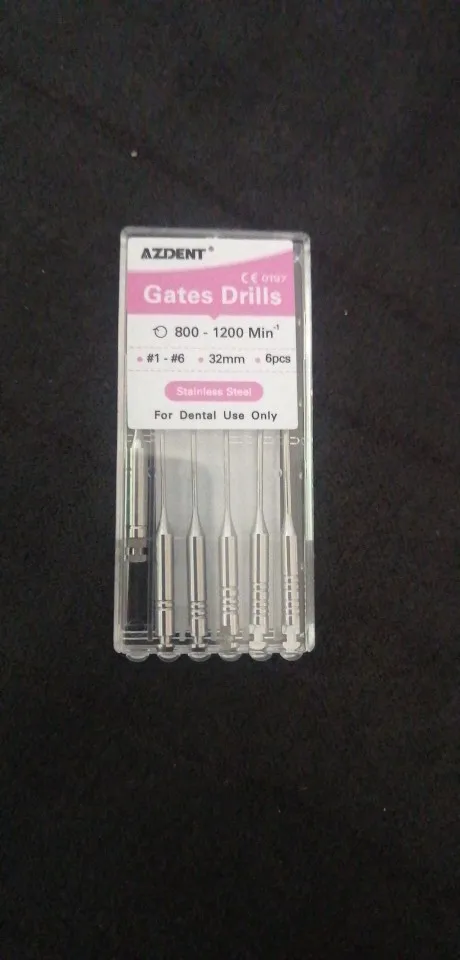 AZDENT®
CE 0197
Gates Drills
800 - 1200 Min⁻¹
#1 - #6 32mm 6pcs
Stainless Steel
For Dental Use Only